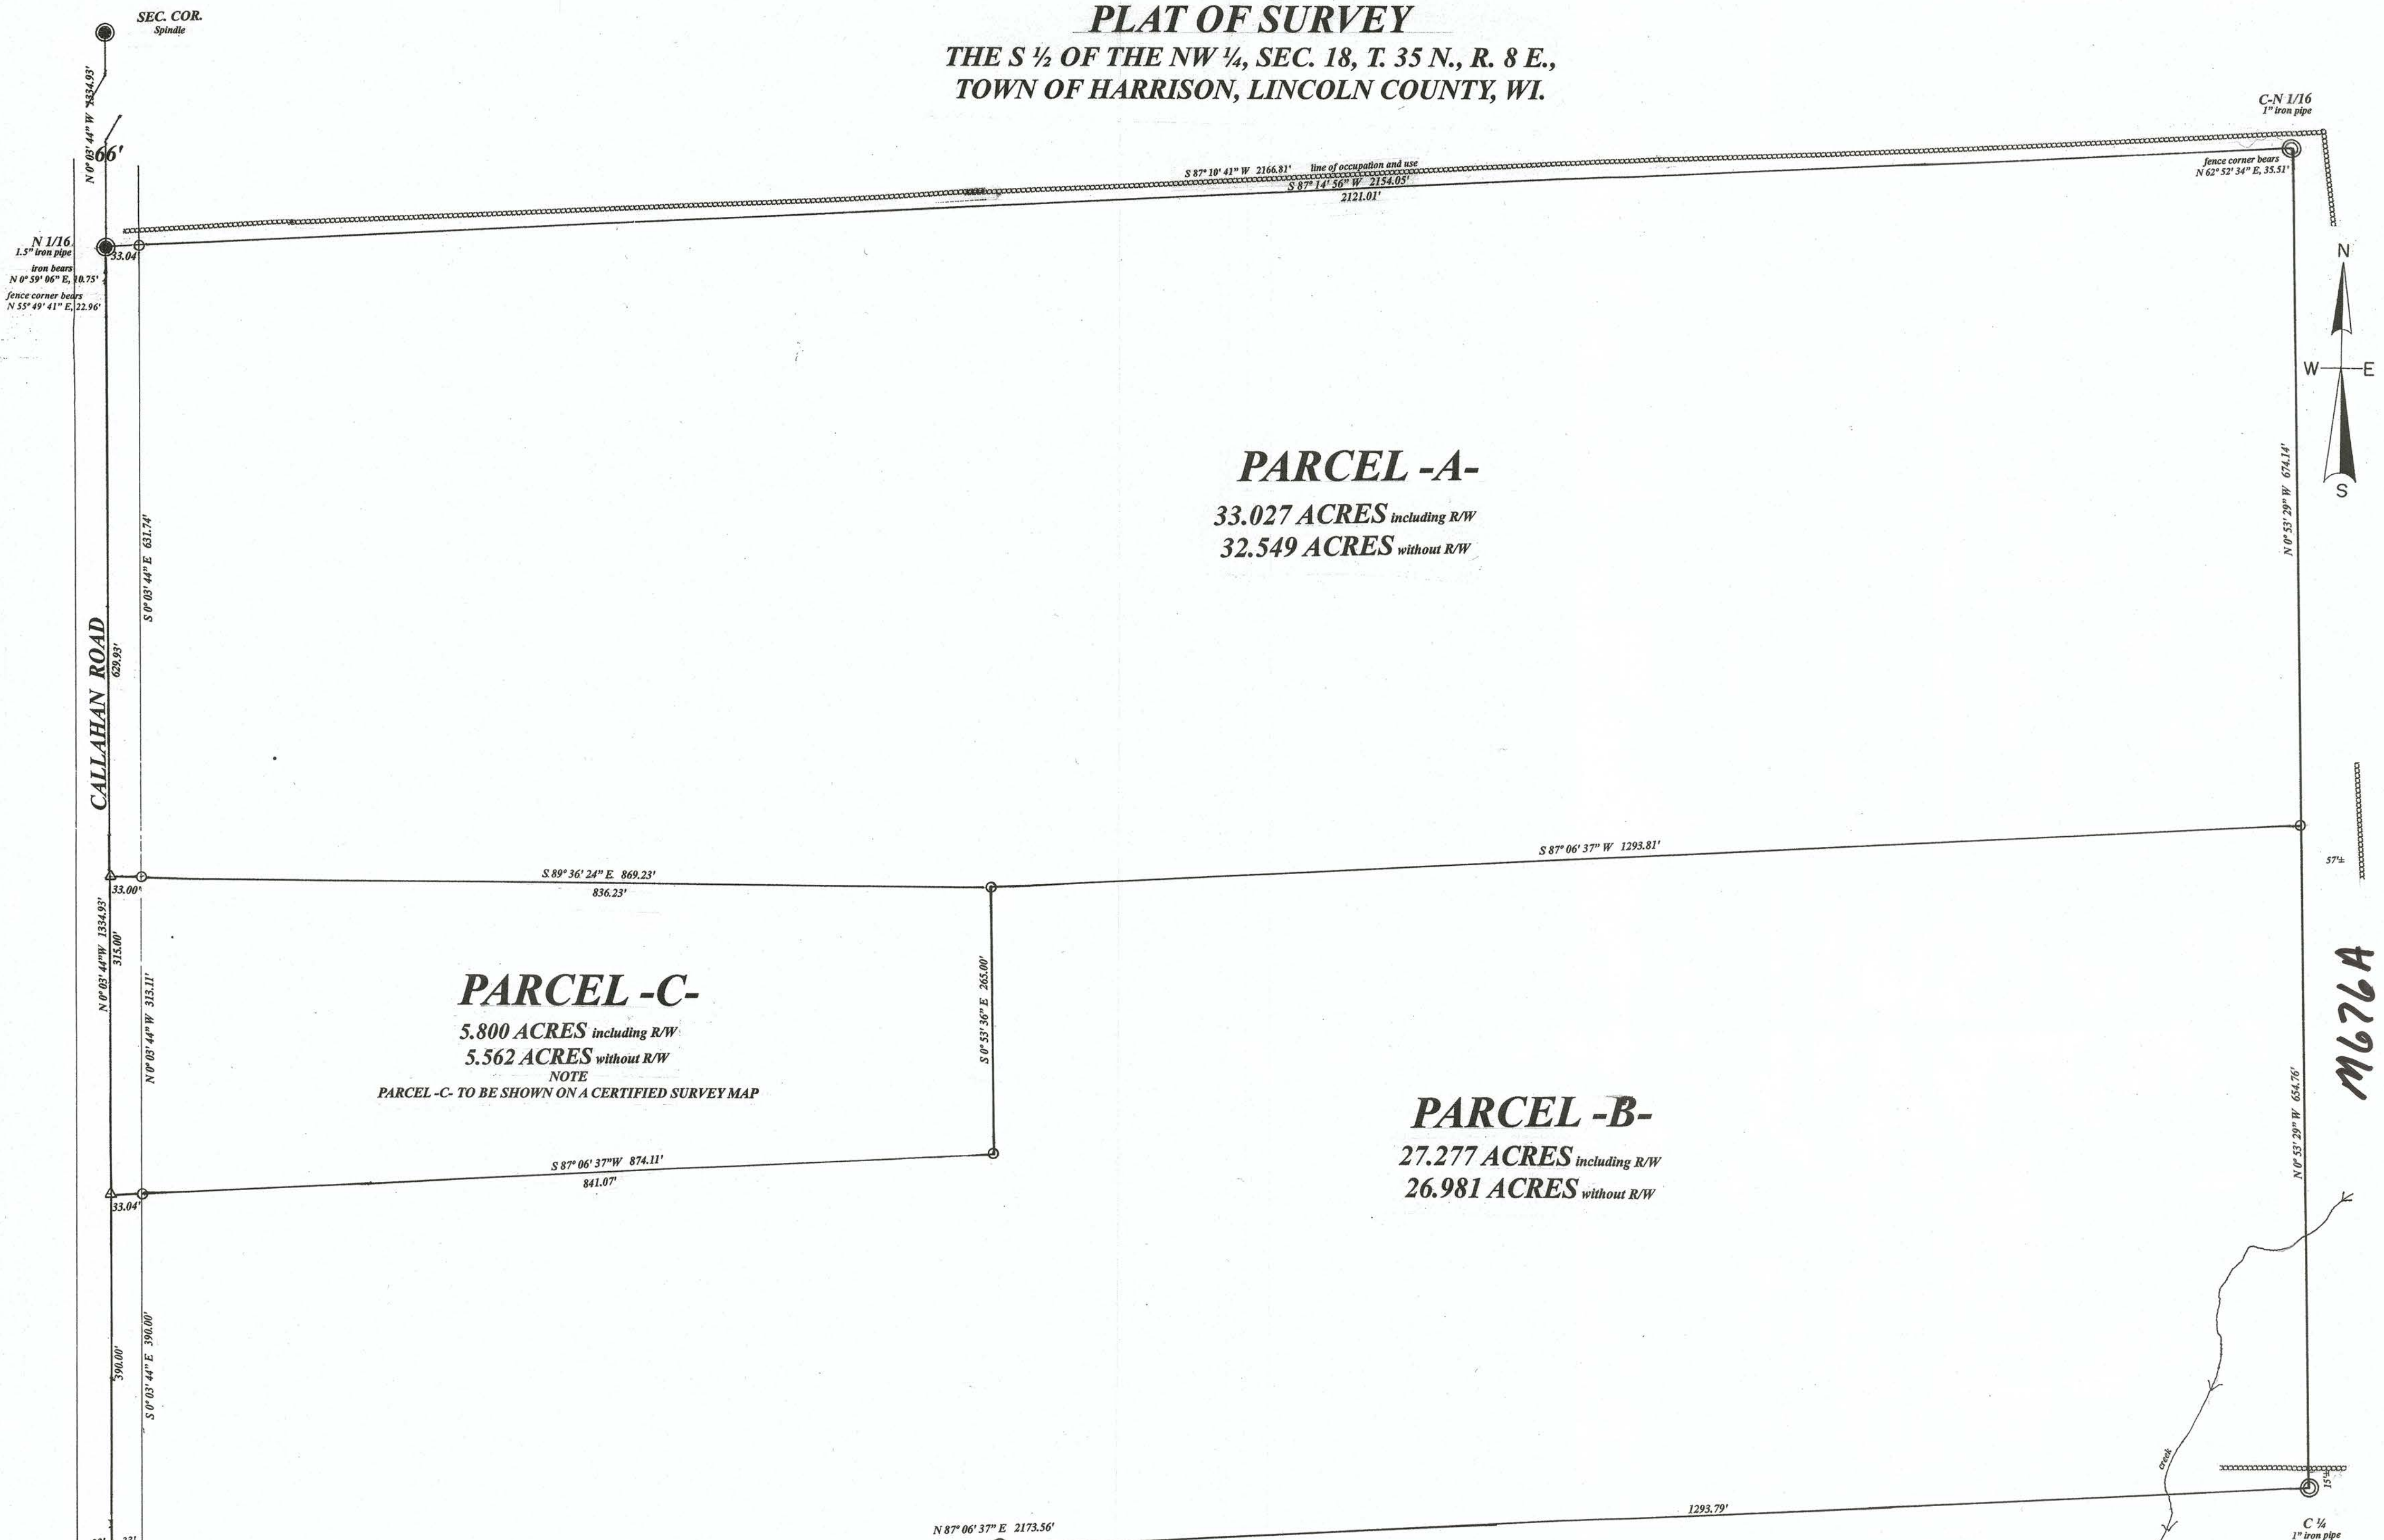 PLAT OF SURVEY
THE S ½ OF THE NW ¼, SEC. 18, T. 35 N., R. 8 E.,
TOWN OF HARRISON, LINCOLN COUNTY, WI.
SEC. COR.
Spindle
N 0° 03' 44" W 1334.93'
66'
C-N 1/16
1" iron pipe
fence corner bears
N 62° 52' 34" E, 35.51'
S 87° 10' 41" W 2166.81' line of occupation and use
S 87° 14' 56" W 2154.05'
2121.01'
N 1/16
1.5" iron pipe
iron bears
N 0° 59' 06" E, 10.75'
fence corner bears
N 55° 49' 41" E, 22.96'
33.04'
N
W
E
S
PARCEL -A-
33.027 ACRES including R/W
32.549 ACRES without R/W
N 0° 53' 29" W 674.14'
S 0° 03' 44" E 631.74'
629.93'
CALLAHAN ROAD
S 87° 06' 37" W 1293.81'
57'±
S 89° 36' 24" E 869.23'
836.23'
33.00'
N 0° 03' 44" W 1334.93'
315.00'
N 0° 03' 44" W 313.11'
S 0° 53' 36" E 265.00'
PARCEL -C-
5.800 ACRES including R/W
5.562 ACRES without R/W
NOTE
PARCEL -C- TO BE SHOWN ON A CERTIFIED SURVEY MAP
M676A
N 0° 53' 29" W 654.76'
PARCEL -B-
27.277 ACRES including R/W
26.981 ACRES without R/W
S 87° 06' 37" W 874.11'
841.07'
33.04'
390.00'
S 0° 03' 44" E 390.00'
creek
15'±
1293.79'
N 87° 06' 37" E 2173.56'
C ¼
1" iron pipe